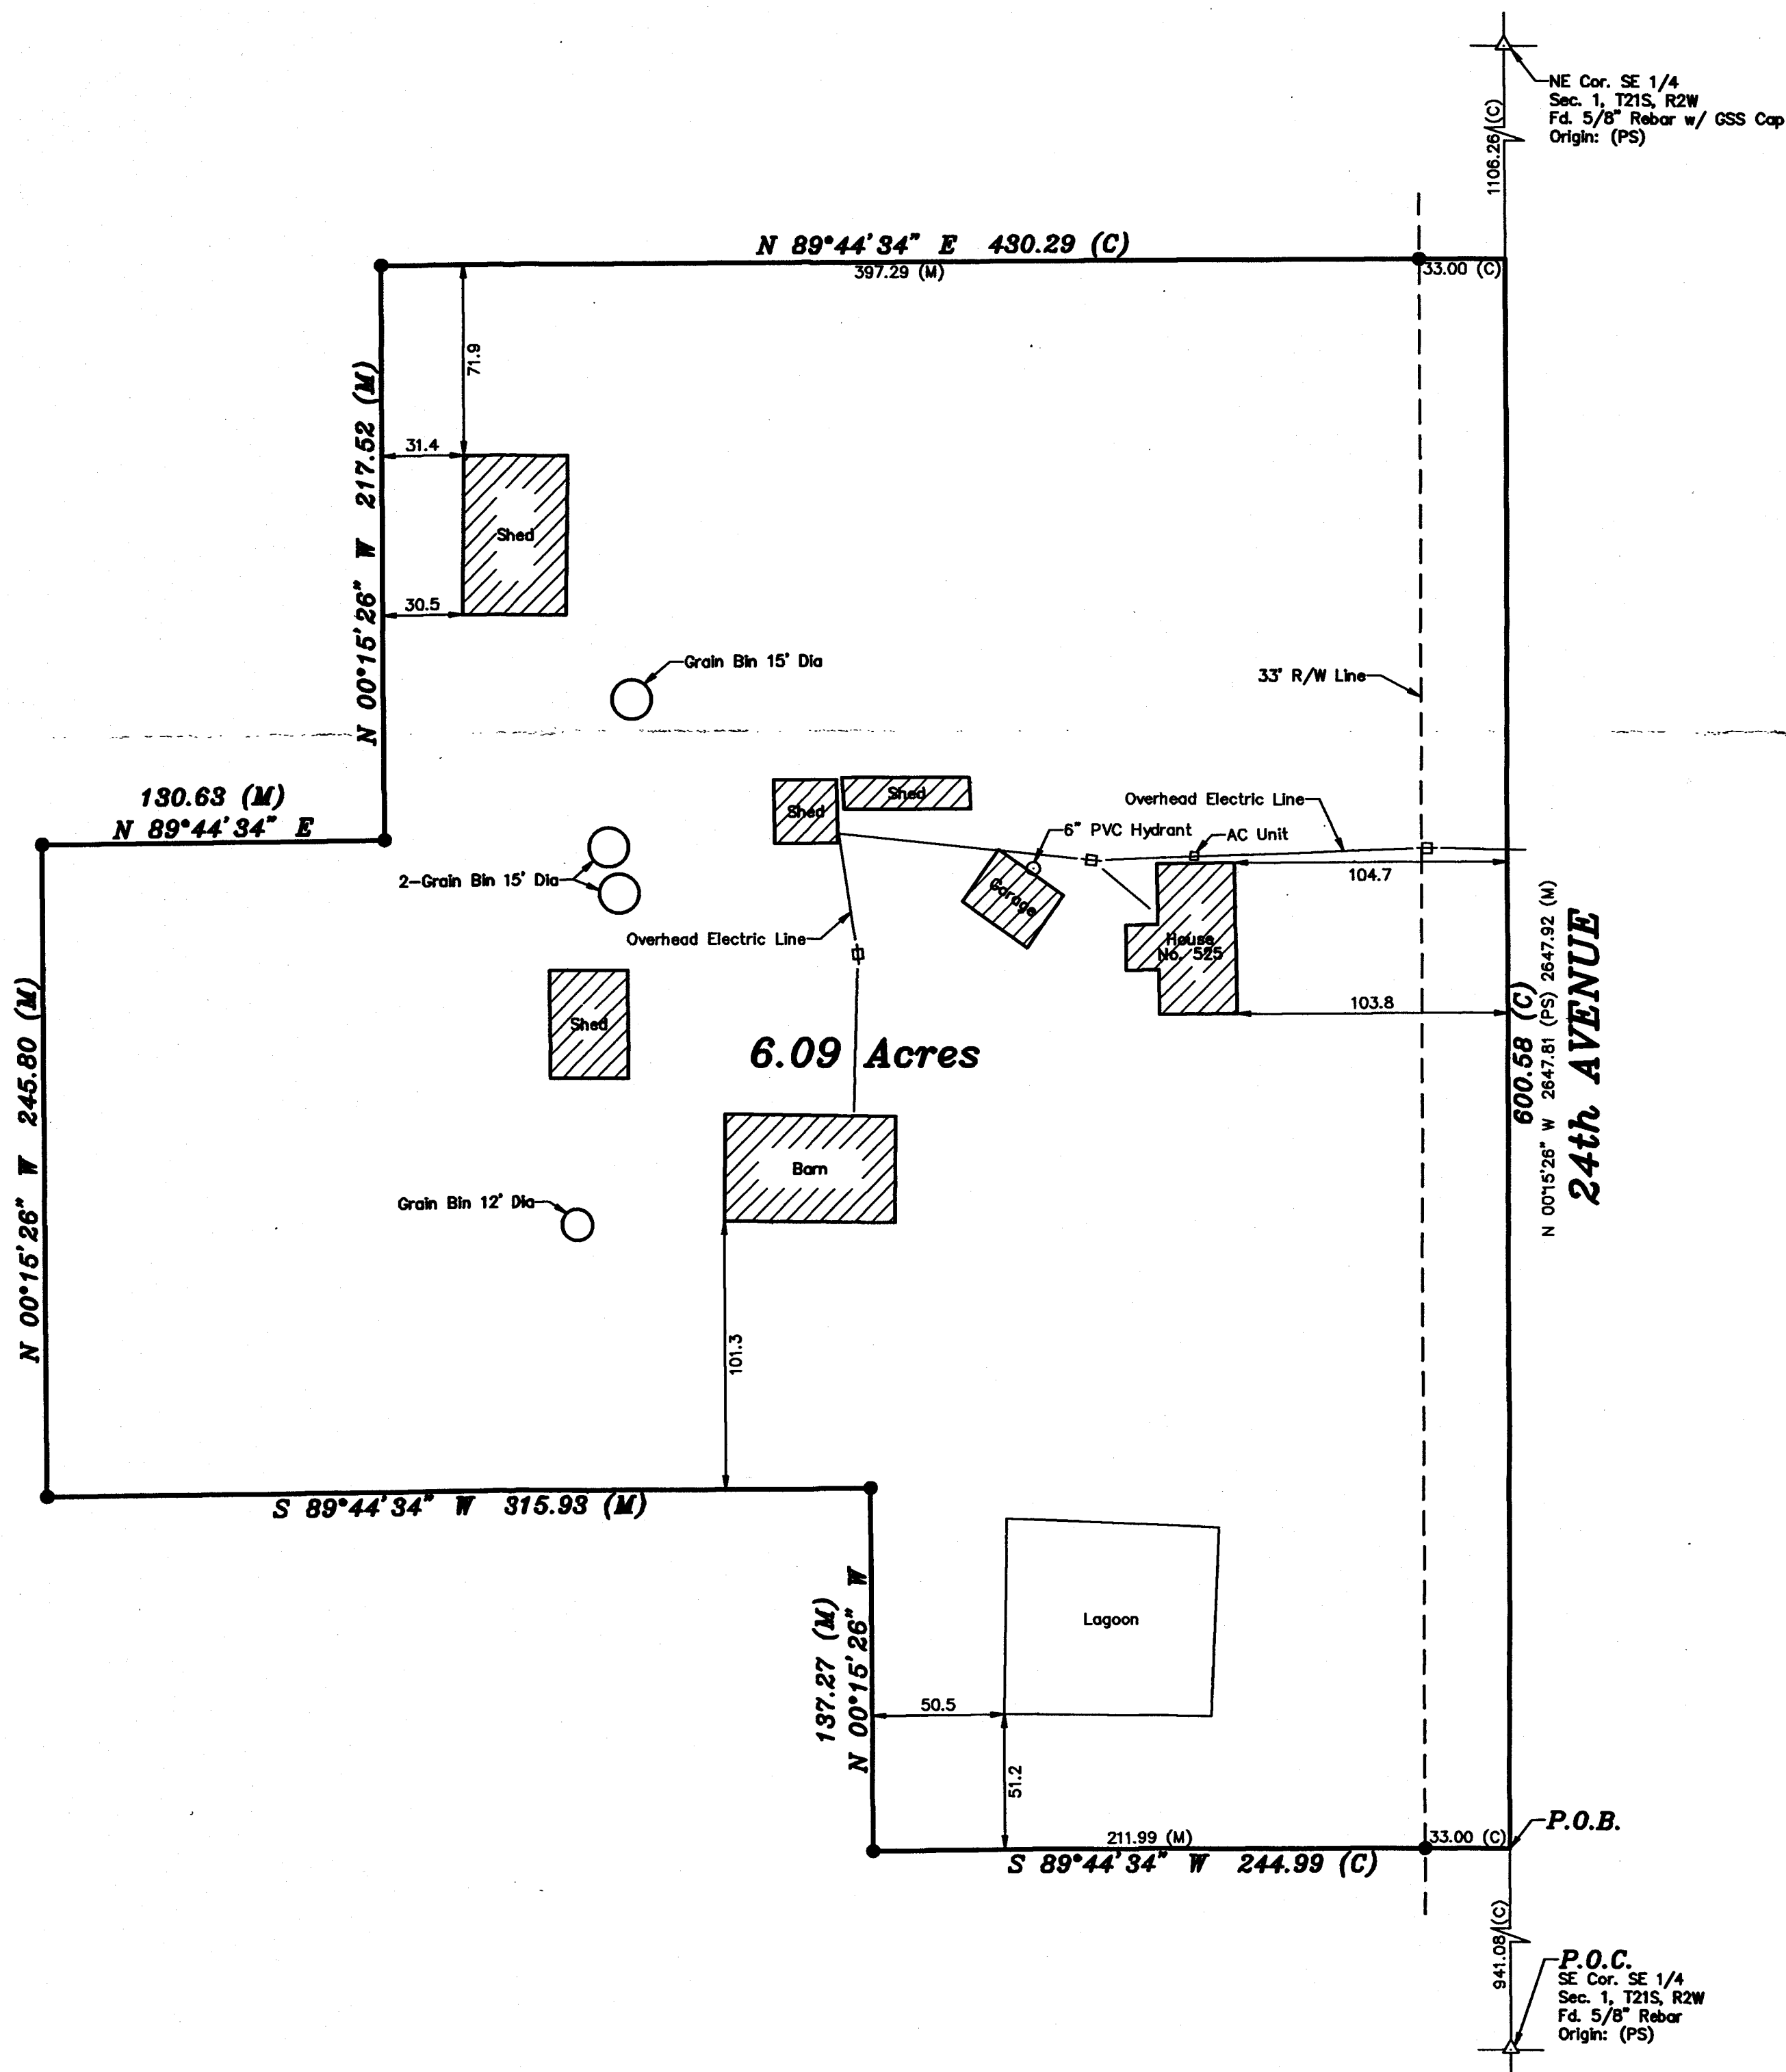 NE Cor. SE 1/4
Sec. 1, T21S, R2W
Fd. 5/8" Rebar w/ GSS Cap
Origin: (PS)
1106.26 (C)
N 89°44'34" E 430.29 (C)
397.29 (M)
33.00 (C)
71.9
N 00°15'26" W 217.52 (M)
31.4
Shed
30.5
Grain Bin 15' Dia
33' R/W Line
130.63 (M)
N 89°44'34" E
Shed
Shed
Overhead Electric Line
6" PVC Hydrant
AC Unit
104.7
2-Grain Bin 15' Dia
Garage
Overhead Electric Line
House
No. 525
103.8
Shed
6.09 Acres
N 00°15'26" W 245.80 (M)
600.58 (C)
N 00°15'26" W 2647.81 (PS) 2647.92 (M)
24th AVENUE
Barn
Grain Bin 12' Dia
101.3
S 89°44'34" W 315.93 (M)
137.27 (M)
N 00°15'26" W
Lagoon
50.5
51.2
P.O.B.
211.99 (M)
33.00 (C)
S 89°44'34" W 244.99 (C)
941.08 (C)
P.O.C.
SE Cor. SE 1/4
Sec. 1, T21S, R2W
Fd. 5/8" Rebar
Origin: (PS)